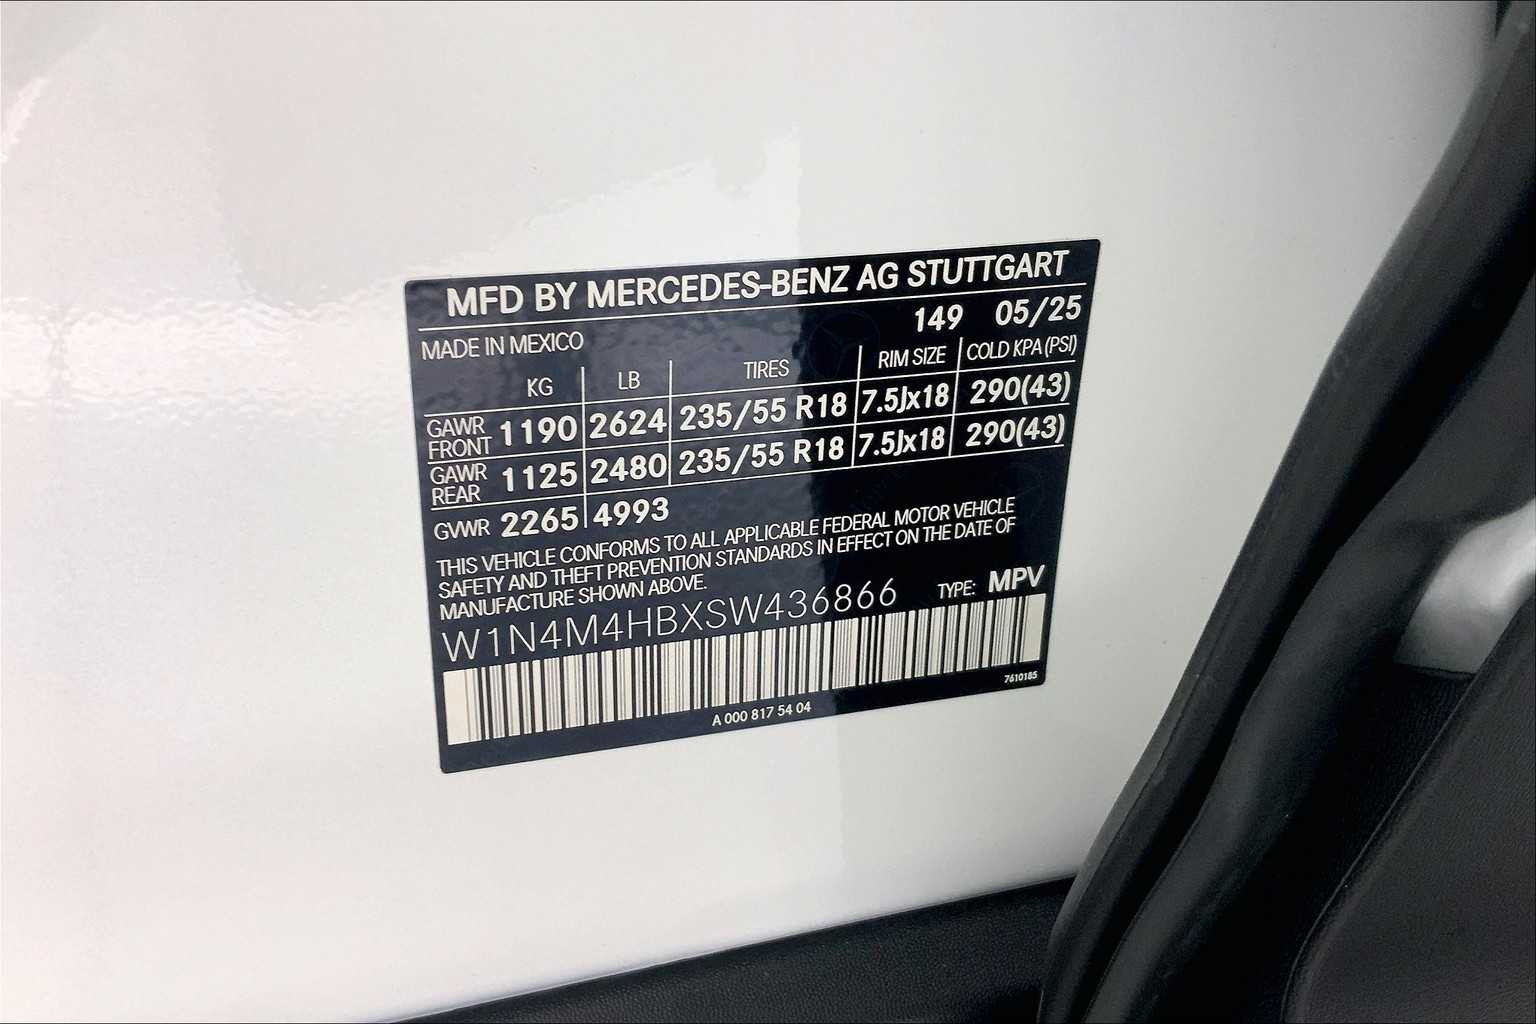 MFD BY MERCEDES-BENZ AG STUTTGART
149 05/25
MADE IN MEXICO
KG LB TIRES RIM SIZE COLD KPA (PSI)
GAWR FRONT 1190 2624 235/55 R18 7.5Jx18 290(43)
GAWR REAR 1125 2480 235/55 R18 7.5Jx18 290(43)
GVWR 2265 4993
THIS VEHICLE CONFORMS TO ALL APPLICABLE FEDERAL MOTOR VEHICLE
SAFETY AND THEFT PREVENTION STANDARDS IN EFFECT ON THE DATE OF
MANUFACTURE SHOWN ABOVE.
W1N4M4HBXSW436866 TYPE: MPV
7610185
A 000 817 54 04